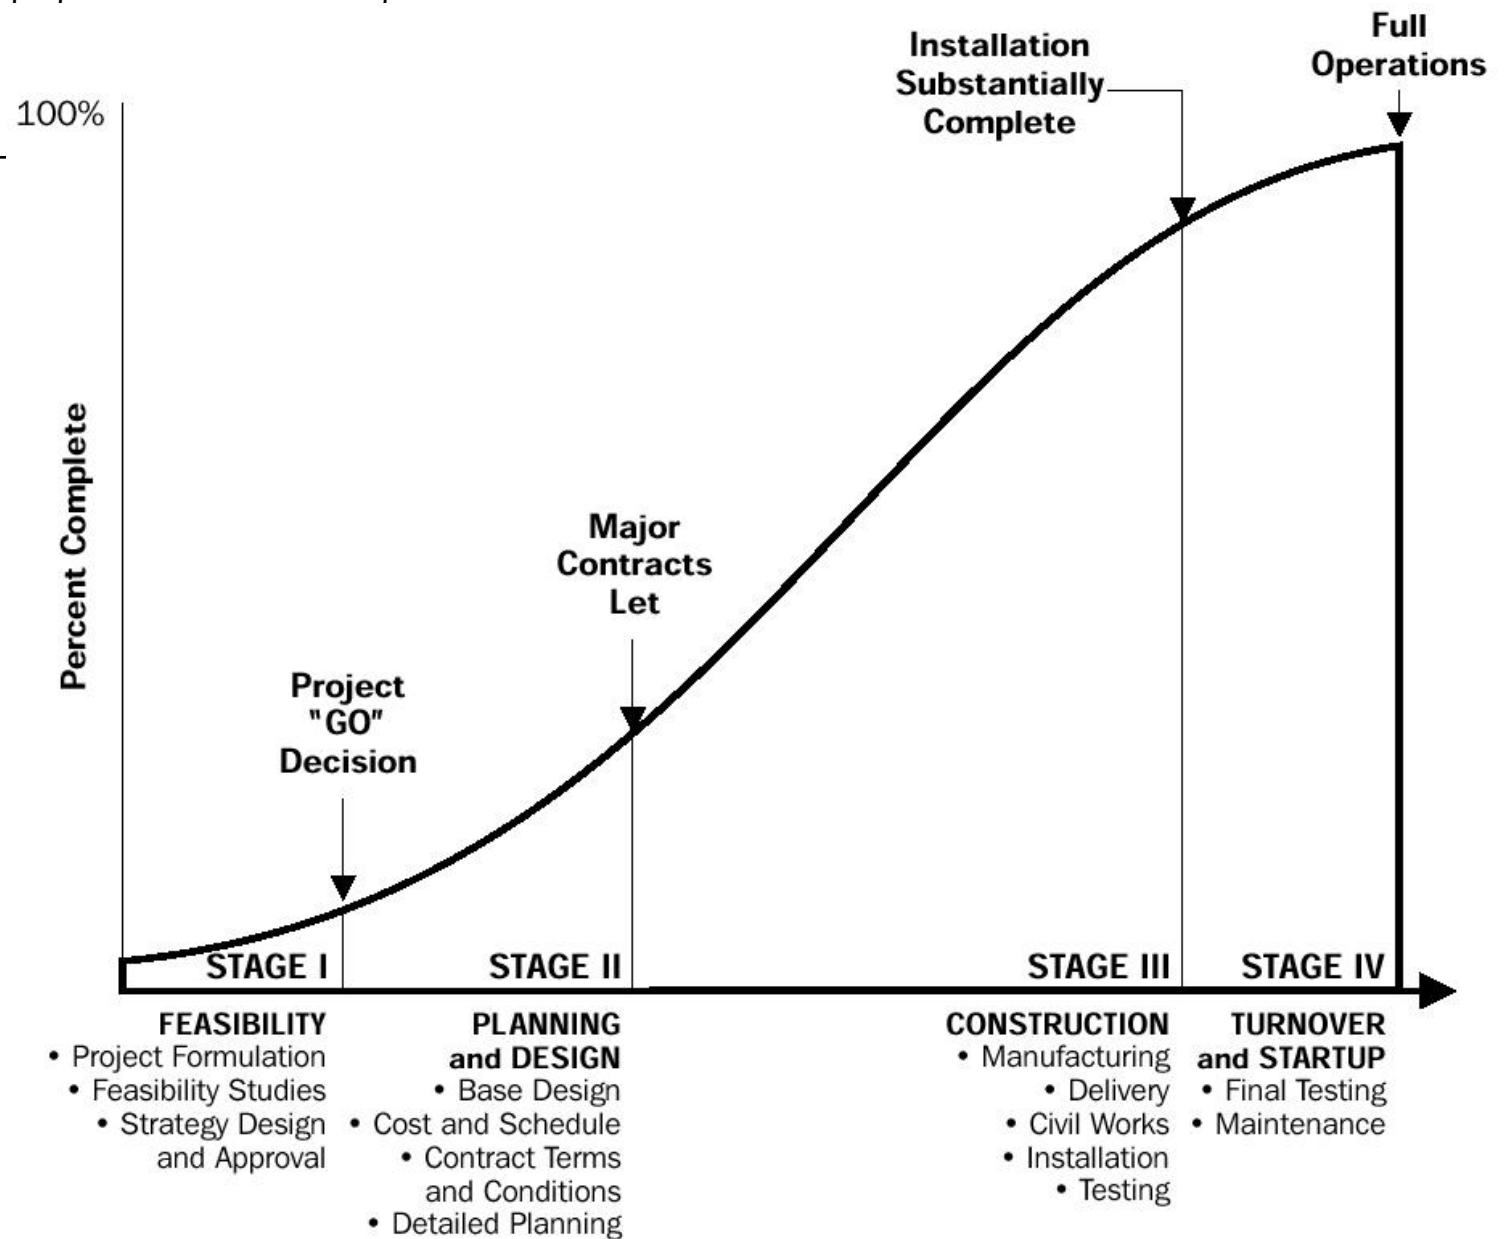 Full
Operations
Installation
Substantially
Complete
100%
Percent Complete
Major
Contracts
Let
Project
"GO"
Decision
STAGE I
STAGE II
STAGE III
STAGE IV
FEASIBILITY
• Project Formulation
• Feasibility Studies
• Strategy Design
and Approval
PLANNING
and DESIGN
• Base Design
• Cost and Schedule
• Contract Terms
and Conditions
• Detailed Planning
CONSTRUCTION
• Manufacturing
• Delivery
• Civil Works
• Installation
• Testing
TURNOVER
and STARTUP
• Final Testing
• Maintenance